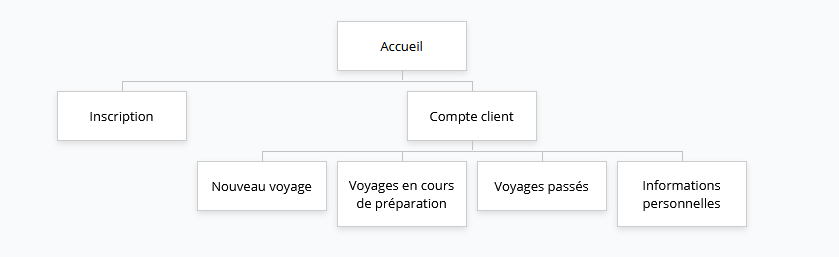 Accueil
Inscription
Compte client
Nouveau voyage
Voyages en cours
de préparation
Voyages passés
Informations
personnelles